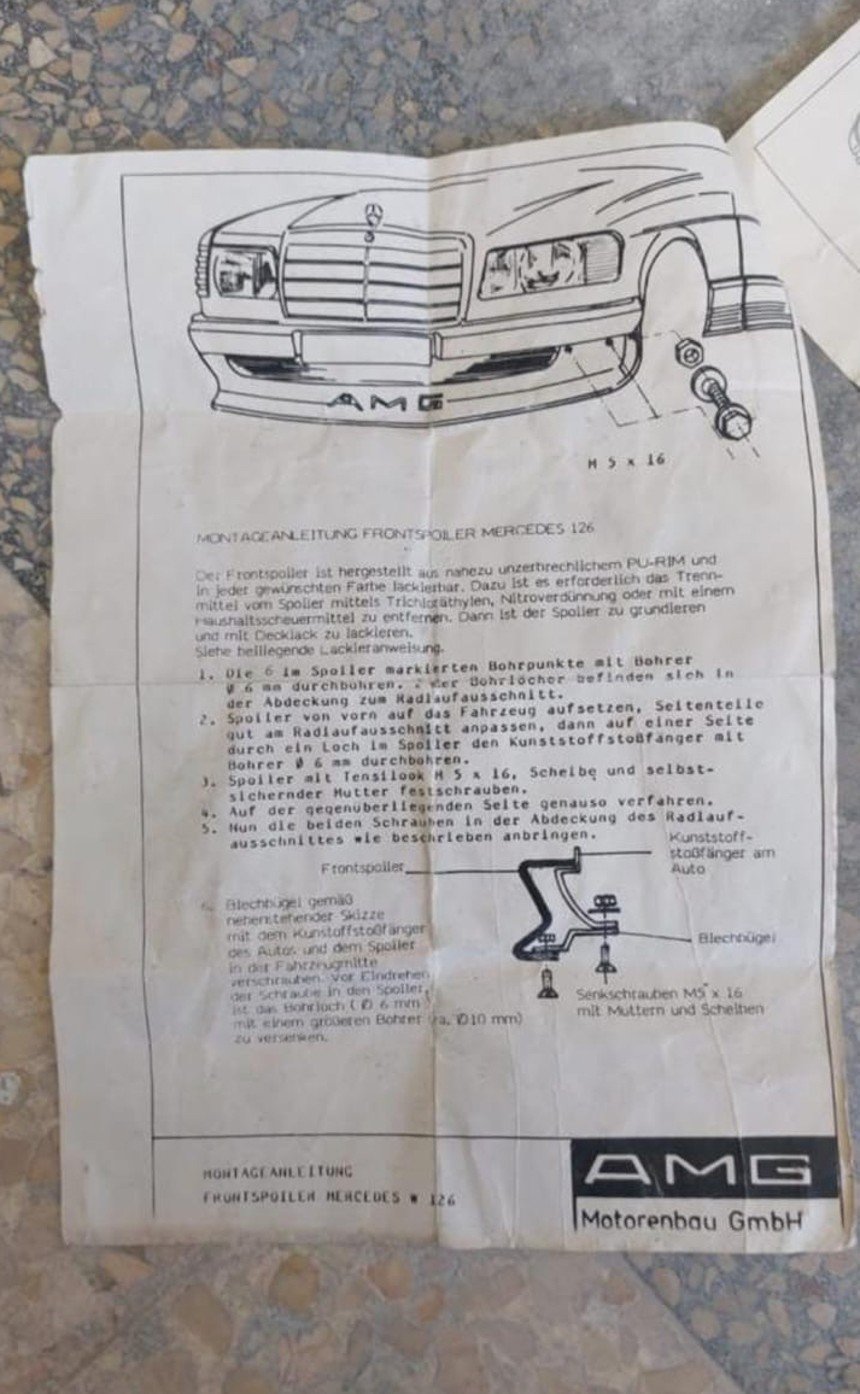 AMG
M 5 x 16
MONTAGEANLEITUNG FRONTSPOILER MERCEDES 126
Der Frontspoiler ist hergestellt aus nahezu unzerbrechlichem PU-RIM und
in jeder gewünschten Farbe lackierbar. Dazu ist es erforderlich das Trenn-
mittel vom Spoiler mittels Trichloräthylen, Nitroverdünnung oder mit einem
Haushaltsscheuermittel zu entfernen. Dann ist der Spoiler zu grundieren
und mit Decklack zu lackieren.
Siehe beiliegende Lackieranweisung.
1. Die 6 im Spoiler markierten Bohrpunkte mit Bohrer
Ø 6 mm durchbohren. der Bohrlöcher befinden sich in
der Abdeckung zum Radlaufausschnitt.
2. Spoiler von vorn auf das Fahrzeug aufsetzen, Seitenteile
gut am Radlaufausschnitt anpassen, dann auf einer Seite
durch ein Loch im Spoiler den Kunststoffstoßfänger mit
Bohrer Ø 6 mm durchbohren.
3. Spoiler mit Tensilook M 5 x 16, Scheibe und selbst-
sichernder Mutter festschrauben.
4. Auf der gegenüberliegenden Seite genauso verfahren.
5. Nun die beiden Schrauben in der Abdeckung des Radlauf-
ausschnittes wie beschrieben anbringen.
Kunststoff-
stoßfänger am
Auto
Frontspoiler
Blechbügel
6. Blechbügel gemäß
nebenstehender Skizze
mit dem Kunststoffstoßfänger
des Autos und dem Spoiler
in der Fahrzeugmitte
verschrauben. Vor Eindrehen
der Schraube in den Spoiler,
ist das Bohrloch ( Ø 6 mm )
mit einem größeren Bohrer (ca. Ø10 mm)
zu versenken.
Senkschrauben M5 x 16
mit Muttern und Scheiben
MONTAGEANLEITUNG
FRONTSPOILER MERCEDES W 126
AMG
Motorenbau GmbH